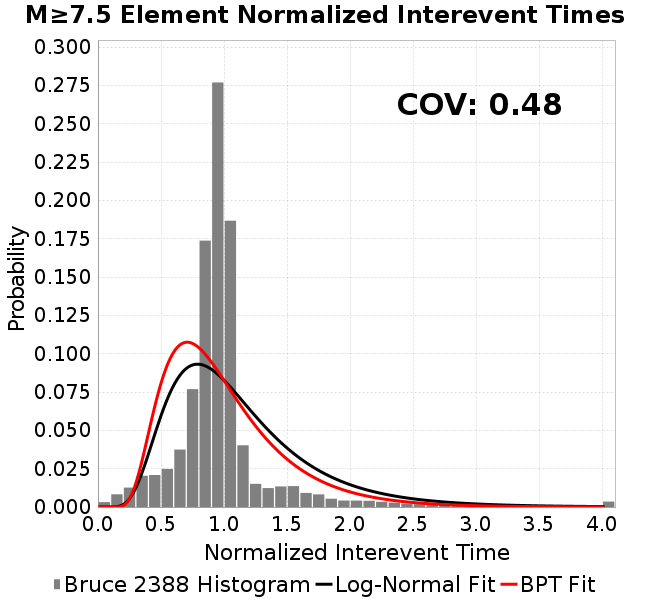 M≥7.5 Element Normalized Interevent Times
COV: 0.48
Probability
0.300
0.275
0.250
0.225
0.200
0.175
0.150
0.125
0.100
0.075
0.050
0.025
0.000
0.0 0.5 1.0 1.5 2.0 2.5 3.0 3.5 4.0
Normalized Interevent Time
Bruce 2388 Histogram Log-Normal Fit BPT Fit